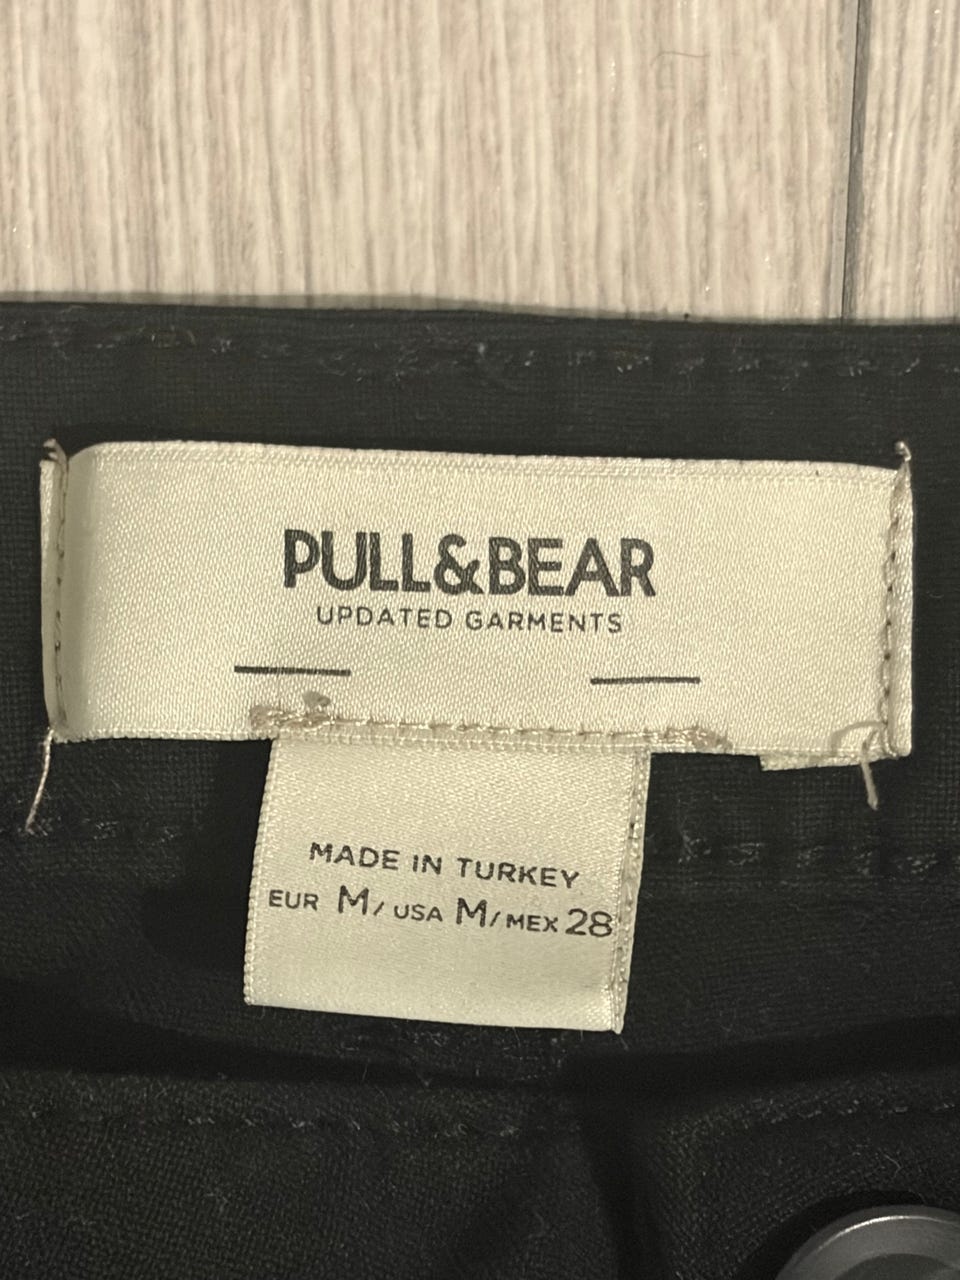 PULL&BEAR
UPDATED GARMENTS
MADE IN TURKEY
EUR M/ USA M/MEX 28